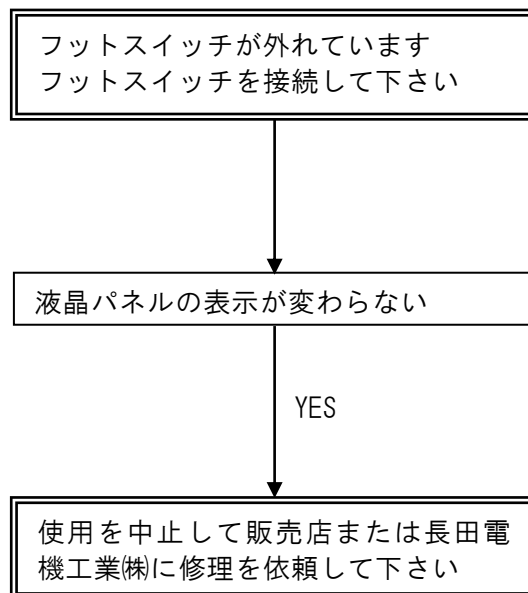 フットスイッチが外れています
フットスイッチを接続して下さい
液晶パネルの表示が変わらない
YES
使用を中止して販売店または長田電
機工業㈱に修理を依頼して下さい